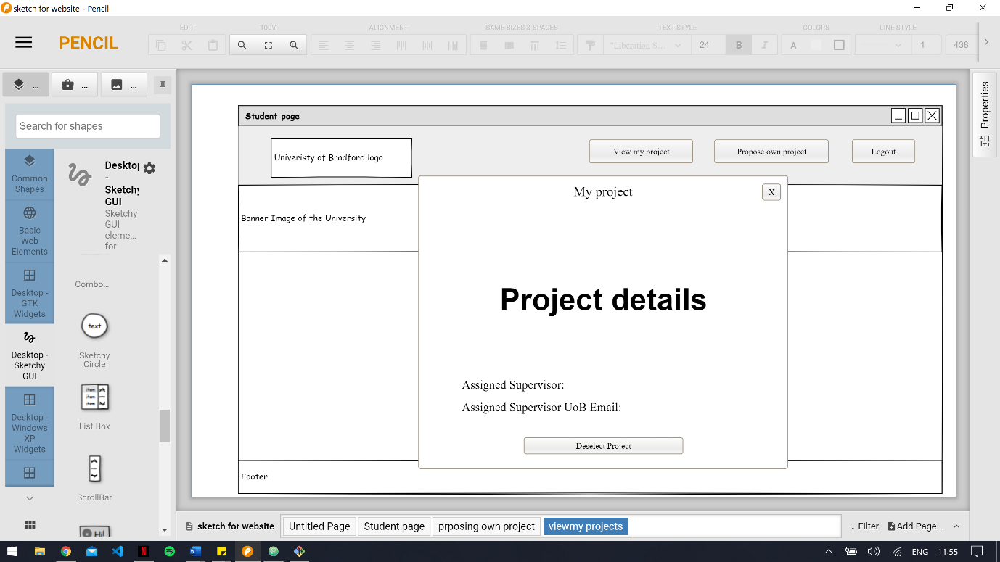 sketch for website - Pencil
EDIT
100%
ALIGNMENT
SAME SIZES & SPACES
TEXT STYLE
COLORS
LINE STYLE
PENCIL
"Liberation S...
24
B
I
A
1
438
...
...
...
Search for shapes
Properties
Common
Shapes
Basic
Web
Elements
Desktop -
GTK
Widgets
Desktop -
Sketchy
GUI
Desktop -
Windows
XP
Widgets
Deskto
-
Sketchy
GUI
Sketchy
GUI
eleme...
for
Combo...
text
Sketchy
Circle
item
item
item
List Box
ScrollBar
Hi!
Student page
Univeristy of Bradford logo
View my project
Propose own project
Logout
Banner Image of the University
My project
X
Project details
Assigned Supervisor:
Assigned Supervisor UoB Email:
Deselect Project
Footer
sketch for website
Untitled Page
Student page
prposing own project
viewmy projects
Filter
Add Page...
ENG
11:55